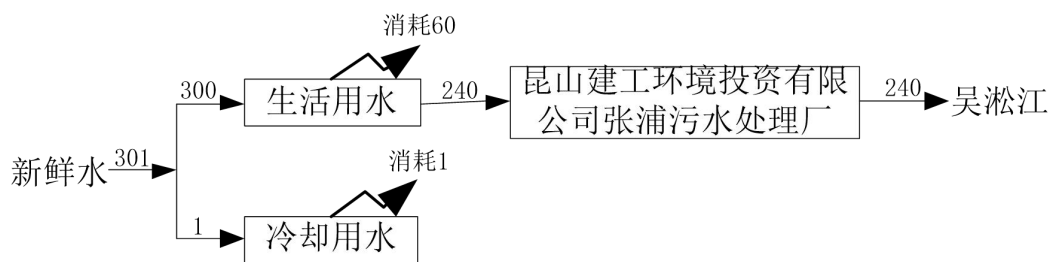 消耗60
300
生活用水
240
昆山建工环境投资有限
公司张浦污水处理厂
240
吴淞江
新鲜水
301
消耗1
1
冷却用水